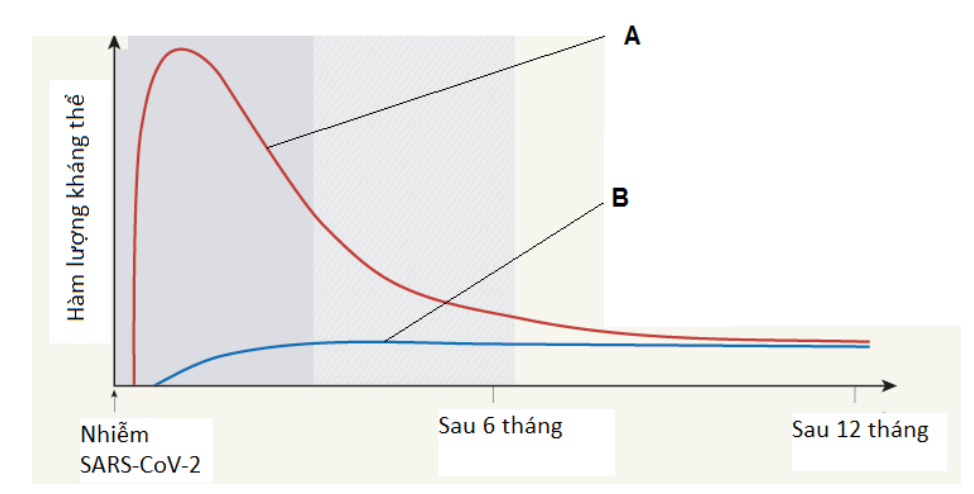 A
Hàm lượng kháng thể
B
Nhiễm
SARS-CoV-2
Sau 6 tháng
Sau 12 tháng